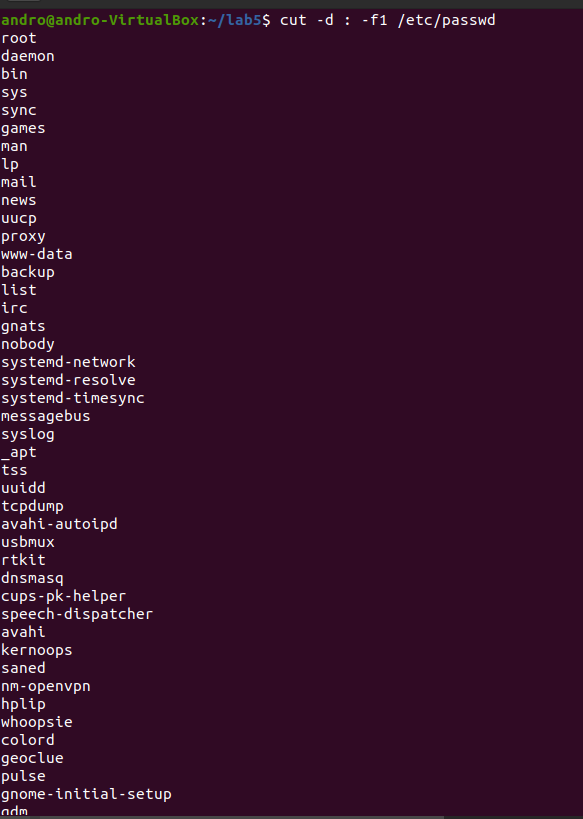 andro@andro-VirtualBox:~/lab5$ cut -d : -f1 /etc/passwd
root
daemon
bin
sys
sync
games
man
lp
mail
news
uucp
proxy
www-data
backup
list
irc
gnats
nobody
systemd-network
systemd-resolve
systemd-timesync
messagebus
syslog
_apt
tss
uuidd
tcpdump
avahi-autoipd
usbmux
rtkit
dnsmasq
cups-pk-helper
speech-dispatcher
avahi
kernoops
saned
nm-openvpn
hplip
whoopsie
colord
geoclue
pulse
gnome-initial-setup
gdm